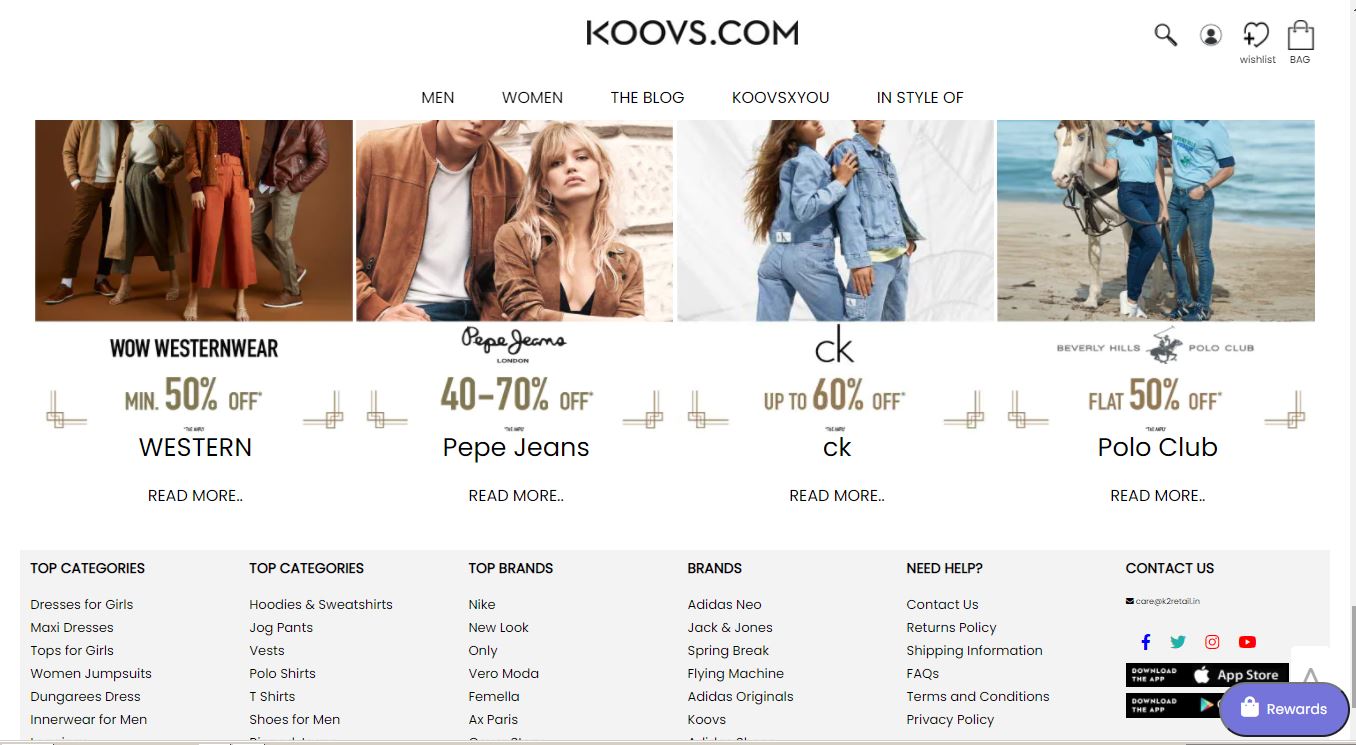 KOOVS.COM
wishlist
BAG
MEN
WOMEN
THE BLOG
KOOVSXYOU
IN STYLE OF
WOW WESTERNWEAR
MIN. 50% OFF*
WESTERN
READ MORE..
Pepe Jeans
LONDON
40-70% OFF*
Pepe Jeans
READ MORE..
ck
UP TO 60% OFF*
ck
READ MORE..
BEVERLY HILLS POLO CLUB
FLAT 50% OFF*
Polo Club
READ MORE..
TOP CATEGORIES
Dresses for Girls
Maxi Dresses
Tops for Girls
Women Jumpsuits
Dungarees Dress
Innerwear for Men
TOP CATEGORIES
Hoodies & Sweatshirts
Jog Pants
Vests
Polo Shirts
T Shirts
Shoes for Men
TOP BRANDS
Nike
New Look
Only
Vero Moda
Femella
Ax Paris
BRANDS
Adidas Neo
Jack & Jones
Spring Break
Flying Machine
Adidas Originals
Koovs
NEED HELP?
Contact Us
Returns Policy
Shipping Information
FAQs
Terms and Conditions
Privacy Policy
CONTACT US
care@k2retail.in
DOWNLOAD
THE APP
App Store
DOWNLOAD
THE APP
Rewards